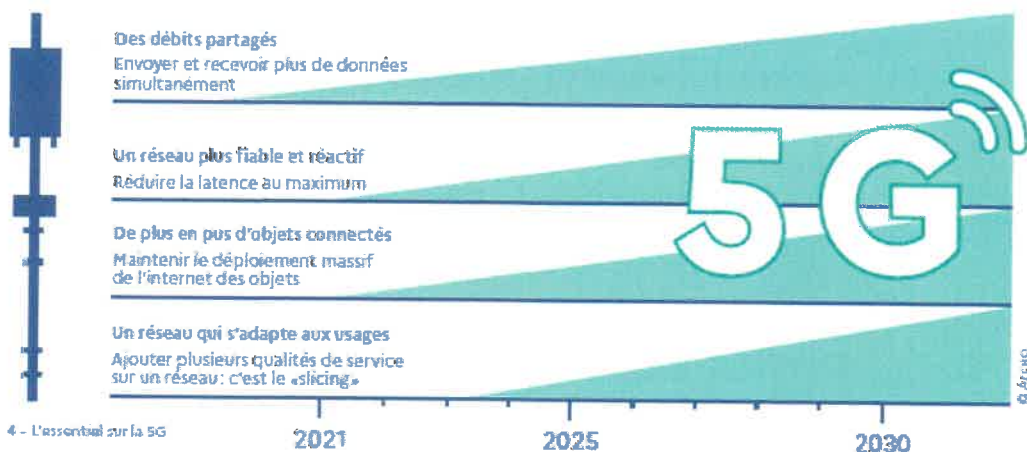 Des débits partagés
Envoyer et recevoir plus de données
simultanément
Un réseau plus fiable et réactif
Réduire la latence au maximum
De plus en pus d'objets connectés
Maintenir le déploiement massif
de l'internet des objets
Un réseau qui s'adapte aux usages
Ajouter plusieurs qualités de service
sur un réseau: c'est le «slicing»
5G
4 - L'essentiel sur la 5G
2021
2025
2030